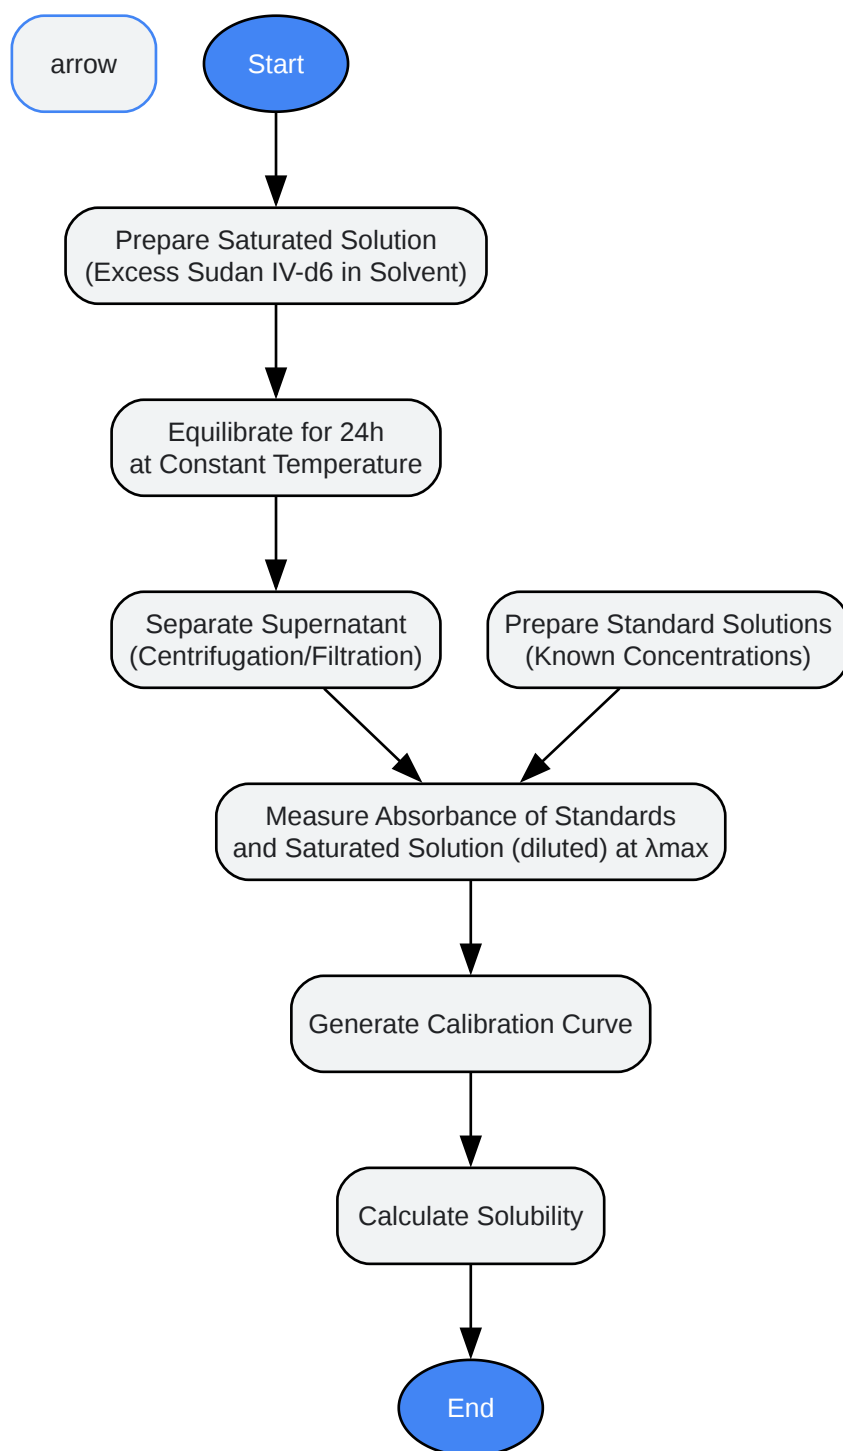 arrow
Start
Prepare Saturated Solution
(Excess Sudan IV-d6 in Solvent)
Equilibrate for 24h
at Constant Temperature
Separate Supernatant
(Centrifugation/Filtration)
Prepare Standard Solutions
(Known Concentrations)
Measure Absorbance of Standards
and Saturated Solution (diluted) at λmax
Generate Calibration Curve
Calculate Solubility
End